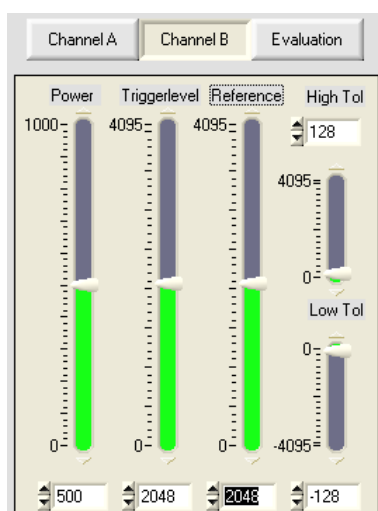 Channel A Channel B Evaluation
Power Triggerlevel Reference High Tol
1000 4095 4095 128
4095
0
Low Tol
0
0 0 0 -4095
500 2048 2048 -128